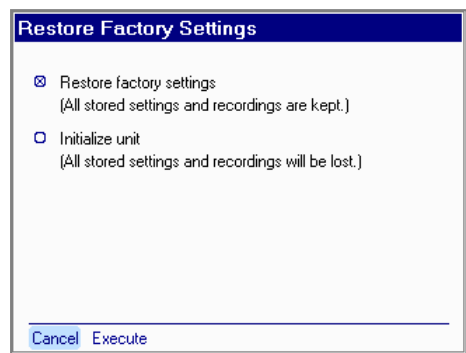 Restore Factory Settings
Restore factory settings
(All stored settings and recordings are kept.)
Initialize unit
(All stored settings and recordings will be lost.)
Cancel Execute